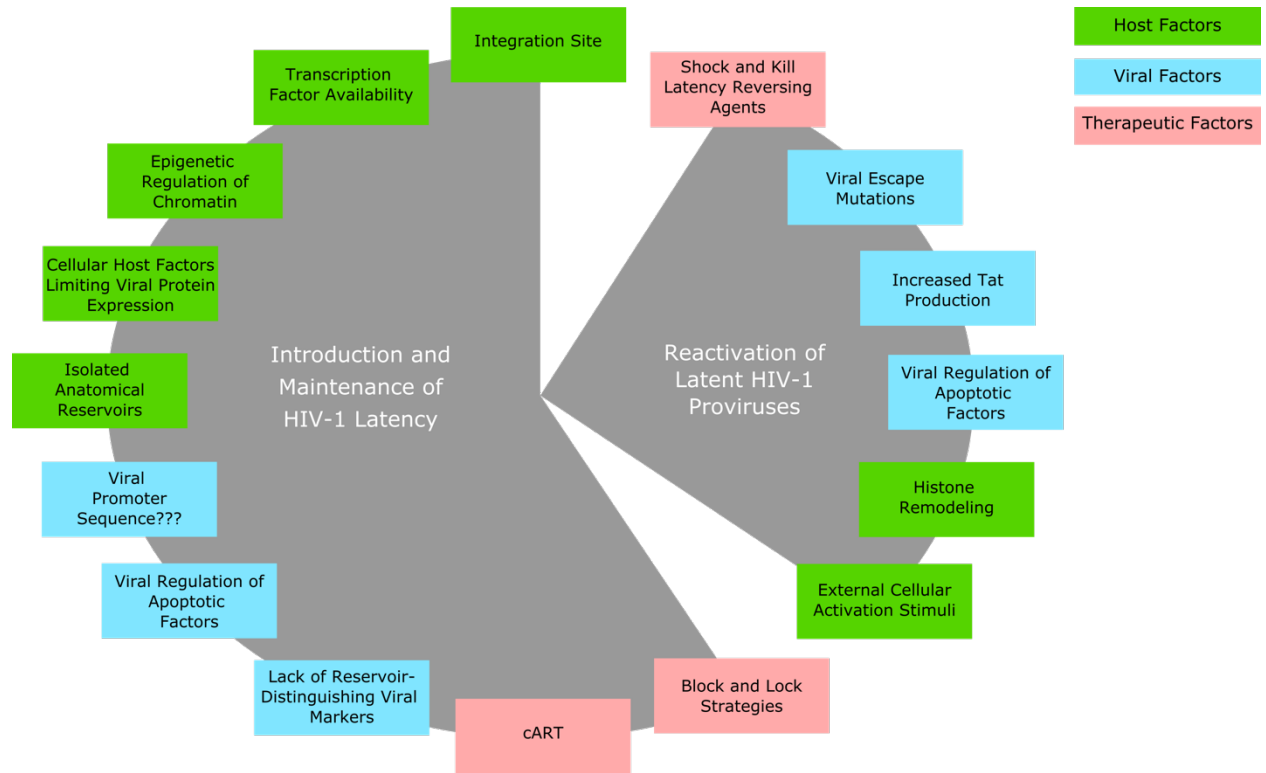 Integration Site
Transcription
Factor Availability
Epigenetic
Regulation of
Chromatin
Cellular Host Factors
Limiting Viral Protein
Expression
Isolated
Anatomical
Reservoirs
Viral
Promoter
Sequence???
Viral Regulation of
Apoptotic
Factors
Lack of Reservoir-
Distinguishing Viral
Markers
cART
Block and Lock
Strategies
Introduction and
Maintenance of
HIV-1 Latency
Shock and Kill
Latency Reversing
Agents
Viral Escape
Mutations
Increased Tat
Production
Viral Regulation of
Apoptotic
Factors
Histone
Remodeling
External Cellular
Activation Stimuli
Reactivation of
Latent HIV-1
Proviruses
Host Factors
Viral Factors
Therapeutic Factors